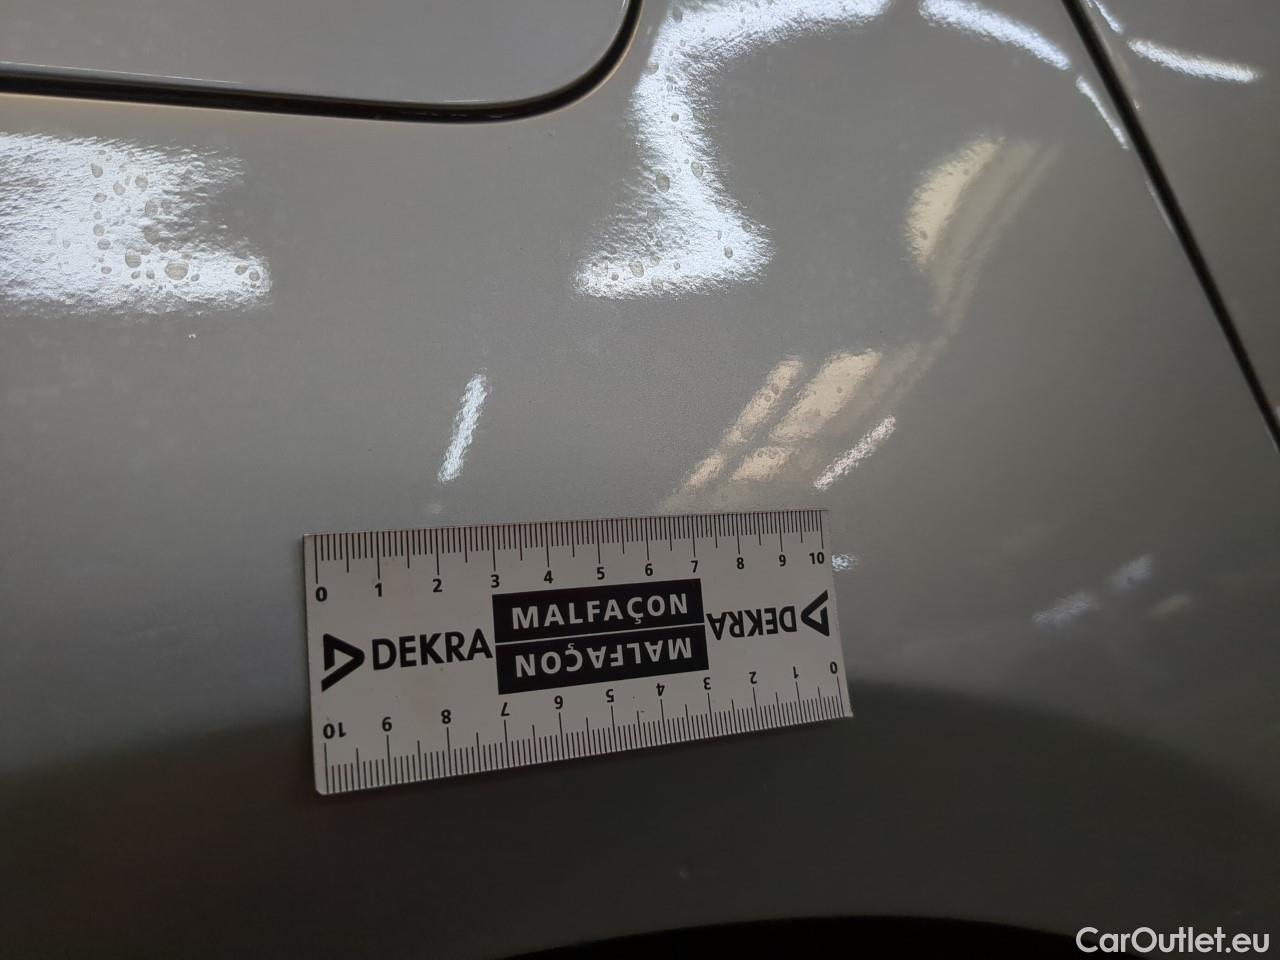 0 1 2 3 4 5 6 7 8 9 10
DEKRA MALFAÇON DEKRA
MALFAÇON
10 9 8 7 6 5 4 3 2 1 0
CarOutlet.eu